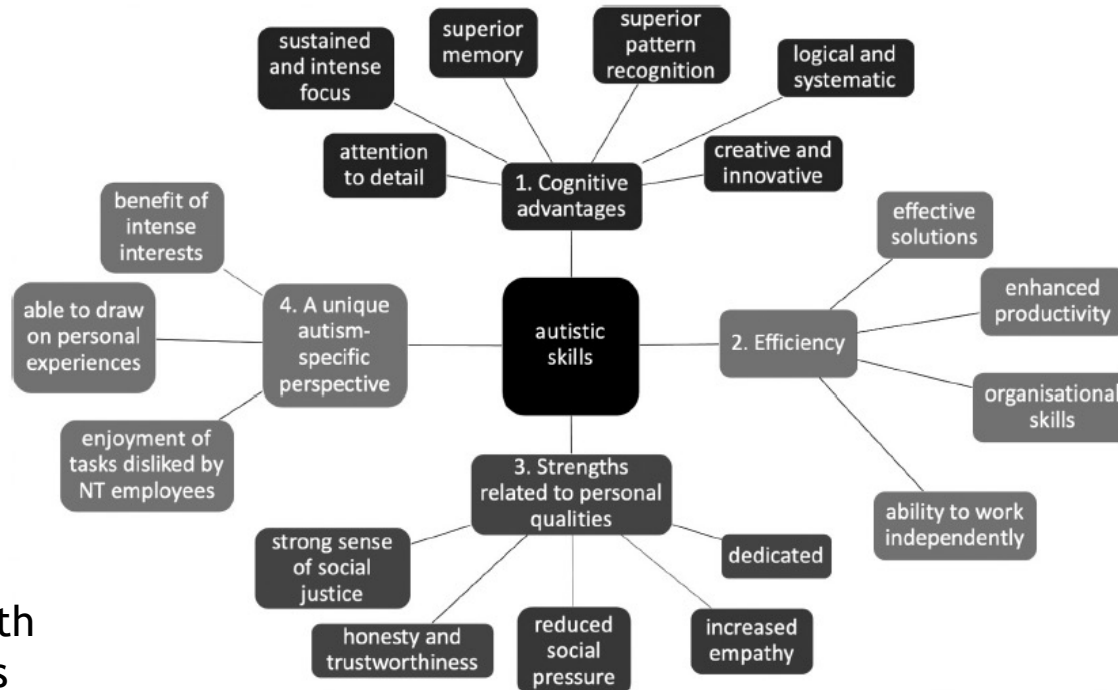 sustained
and intense
focus
superior
memory
superior
pattern
recognition
logical and
systematic
attention
to detail
1. Cognitive
advantages
creative and
innovative
benefit of
intense
interests
able to draw
on personal
experiences
4. A unique
autism-
specific
perspective
enjoyment of
tasks disliked by
NT employees
autistic
skills
2. Efficiency
effective
solutions
enhanced
productivity
organisational
skills
ability to work
independently
3. Strengths
related to personal
qualities
strong sense
of social
justice
honesty and
trustworthiness
reduced
social
pressure
increased
empathy
dedicated
th
s